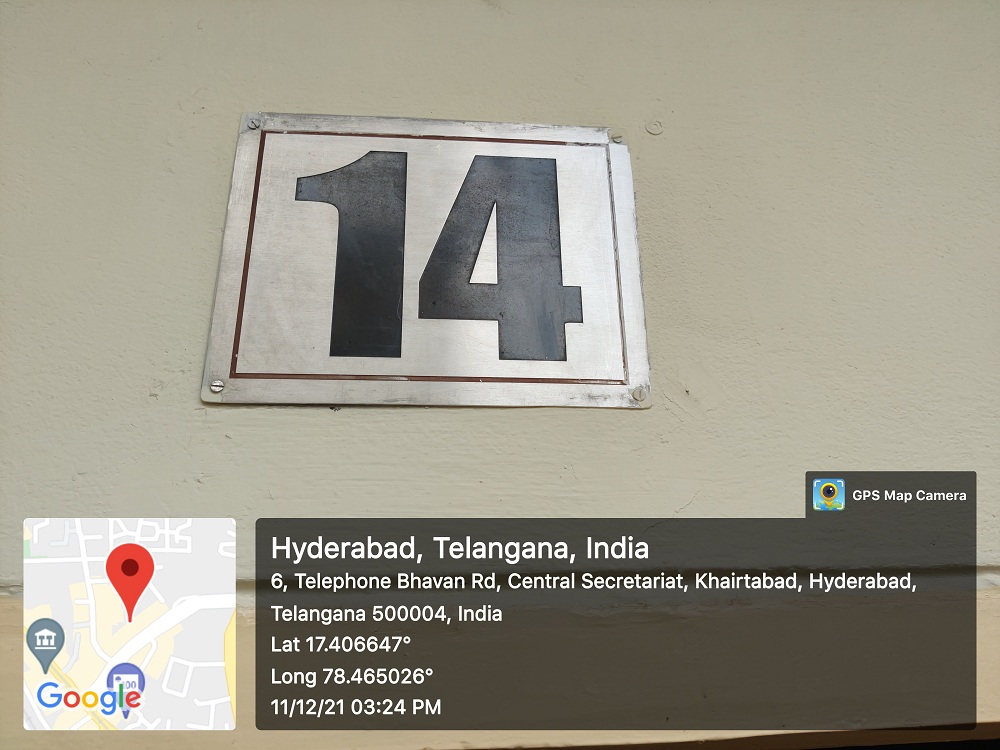 14
GPS Map Camera
Hyderabad, Telangana, India
6, Telephone Bhavan Rd, Central Secretariat, Khairtabad, Hyderabad,
Telangana 500004, India
Lat 17.406647°
Long 78.465026°
11/12/21 03:24 PM
Google